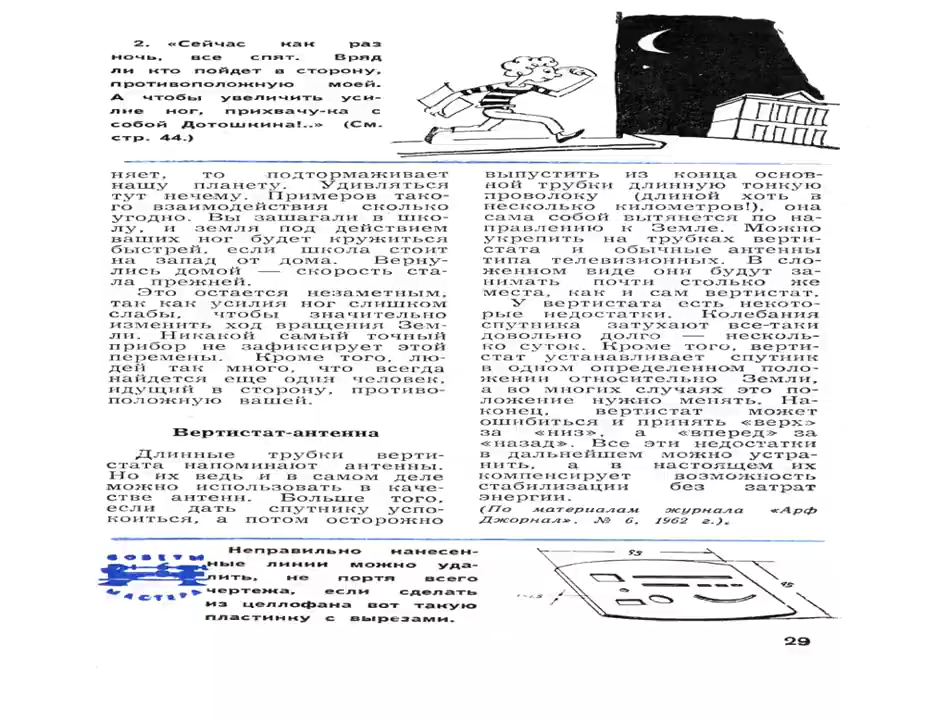 2. «Сейчас как раз
ночь, все спят. Вряд
ли кто пойдет в сторону,
противоположную моей.
А чтобы увеличить уси-
лие ног, прихвачу-ка с
собой Дотошкина!..» (См.
стр. 44.)
няет, то подтормаживает
нашу планету. Удивляться
тут нечему. Примеров тако-
го взаимодействия сколько
угодно. Вы зашагали в шко-
лу, и земля под действием
ваших ног будет кружиться
быстрей, если школа стоит
на запад от дома. Верну-
лись домой — скорость ста-
ла прежней.
Это остается незаметным,
так как усилия ног слишком
слабы, чтобы значительно
изменить ход вращения Зем-
ли. Никакой самый точный
прибор не зафиксирует этой
перемены. Кроме того, лю-
дей так много, что всегда
найдется еще один человек,
идущий в сторону, противо-
положную вашей.
Вертистат-антенна
Длинные трубки верти-
стата напоминают антенны.
Но их ведь и в самом деле
можно использовать в каче-
стве антенн. Больше того,
если дать спутнику успо-
коиться, а потом осторожно
выпустить из конца основ-
ной трубки длинную тонкую
проволоку (длиной хоть в
несколько километров!), она
сама собой вытянется по на-
правлению к Земле. Можно
укрепить на трубках верти-
стата и обычные антенны
типа телевизионных. В сло-
женном виде они будут за-
нимать почти столько же
места, как и сам вертистат.
У вертистата есть некото-
рые недостатки. Колебания
спутника затухают все-таки
довольно долго — несколь-
ко суток. Кроме того, верти-
стат устанавливает спутник
в одном определенном поло-
жении относительно Земли,
а во многих случаях это по-
ложение нужно менять. На-
конец, вертистат может
ошибиться и принять «верх»
за «низ», а «вперед» за
«назад». Все эти недостатки
в дальнейшем можно устра-
нить, а в настоящем их
компенсирует возможность
стабилизации без затрат
энергии.
(По материалам журнала «Арф
Джорнал». № 6, 1962 г.).
СОВЕТЫ
МАСТЕРА
Неправильно нанесен-
ные линии можно уда-
лить, не портя всего
чертежа, если сделать
из целлофана вот такую
пластинку с вырезами.
95
29